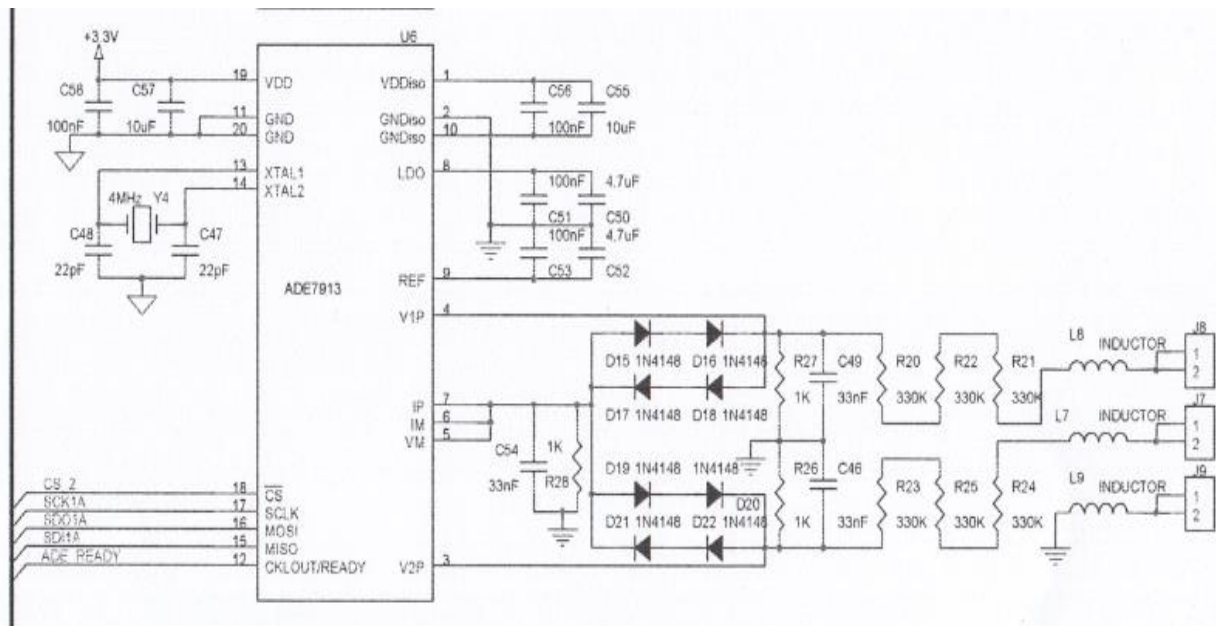 +3.3V
U6
19 VDD
VDDiso 1
C58
C57
C56
C55
11 GND
GNDiso 2
100nF
10uF
20 GND
GNDiso 10
100nF
10uF
13 XTAL1
LDO 8
14 XTAL2
4MHz Y4
100nF
4.7uF
C48
C47
C51
C50
100nF
4.7uF
22pF
22pF
C53
C52
REF 9
ADE7913
V1P 4
L8 INDUCTOR
J8
1
2
D15 1N4148
D16 1N4148
R27
C49
R20
R22
R21
1K
33nF
330K
330K
330K
D17 1N4148
D18 1N4148
IP 7
IM 6
VM 5
L7 INDUCTOR
J7
1
2
C54
1K
33nF
R28
D19 1N4148
1N4148
D20
R26
C46
R23
R25
R24
1K
33nF
330K
330K
330K
L9 INDUCTOR
J9
1
2
D21 1N4148
D22 1N4148
CS_2
18 CS
SCK1A
17 SCLK
SDO1A
16 MOSI
SDI1A
15 MISO
ADE_READY
12 CKLOUT/READY
V2P 3